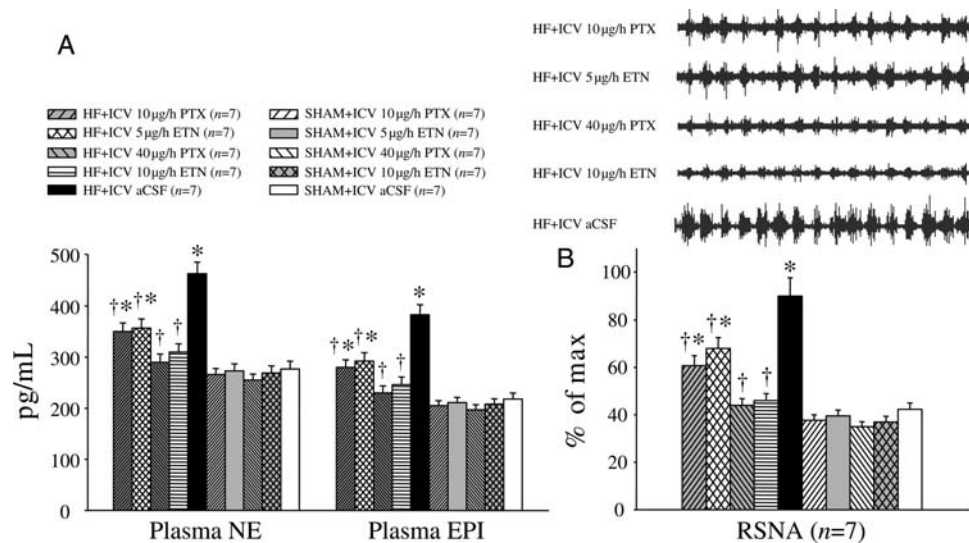 A
HF+ICV 10μg/h PTX (n=7)
HF+ICV 5μg/h ETN (n=7)
HF+ICV 40μg/h PTX (n=7)
HF+ICV 10μg/h ETN (n=7)
HF+ICV aCSF (n=7)
SHAM+ICV 10μg/h PTX (n=7)
SHAM+ICV 5μg/h ETN (n=7)
SHAM+ICV 40μg/h PTX (n=7)
SHAM+ICV 10μg/h ETN (n=7)
SHAM+ICV aCSF (n=7)
pg/mL
500
400
300
200
100
0
†* †* † † *
†* †* † † *
Plasma NE Plasma EPI
HF+ICV 10μg/h PTX
HF+ICV 5μg/h ETN
HF+ICV 40μg/h PTX
HF+ICV 10μg/h ETN
HF+ICV aCSF
B
% of max
100
80
60
40
20
0
†* †* † † *
RSNA (n=7)